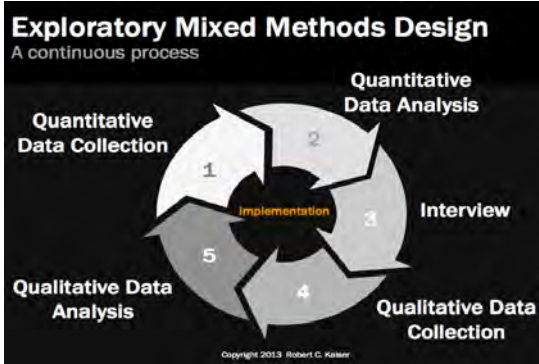 Exploratory Mixed Methods Design
A continuous process
Quantitative
Data Analysis
Quantitative
Data Collection
2
1
implementation
3
Interview
5
4
Qualitative Data
Analysis
Qualitative Data
Collection
Copyright 2013 Robert C. Kaiser